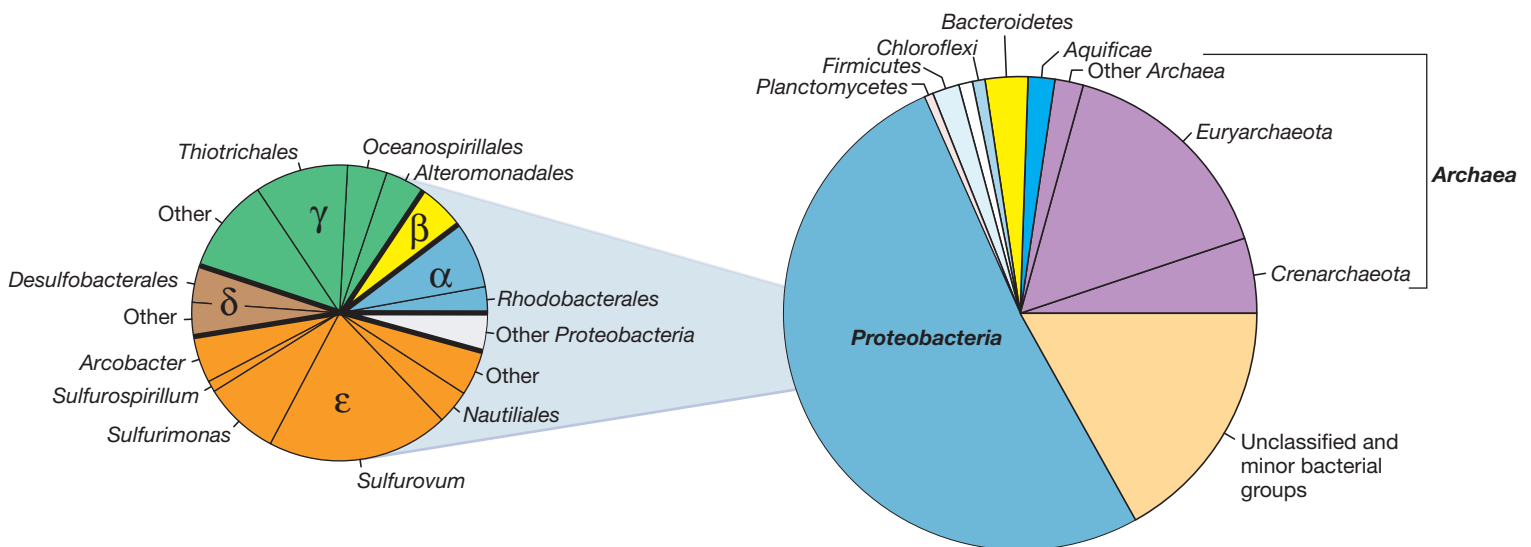 Bacteroidetes
Chloroflexi
Aquificae
Firmicutes
Other Archaea
Planctomycetes
Euryarchaeota
Archaea
Crenarchaeota
Proteobacteria
Unclassified and
minor bacterial
groups
Thiotrichales
Oceanospirillales
Alteromonadales
Other
γ
β
α
Desulfobacterales
δ
Rhodobacterales
Other
Other Proteobacteria
Arcobacter
Other
Sulfurospirillum
ε
Nautiliales
Sulfurimonas
Sulfurovum